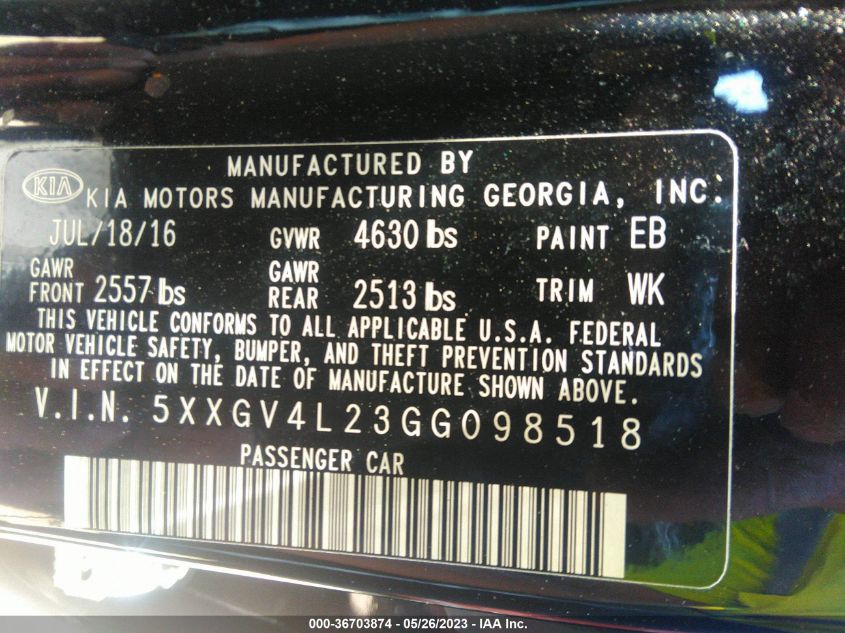 MANUFACTURED BY
KIA KIA MOTORS MANUFACTURING GEORGIA, INC.
JUL/18/16 GVWR 4630 lbs PAINT EB
GAWR FRONT 2557 lbs GAWR REAR 2513 lbs TRIM WK
THIS VEHICLE CONFORMS TO ALL APPLICABLE U.S.A. FEDERAL
MOTOR VEHICLE SAFETY, BUMPER, AND THEFT PREVENTION STANDARDS
IN EFFECT ON THE DATE OF MANUFACTURE SHOWN ABOVE.
V.I.N. 5XXGV4L23GG098518
PASSENGER CAR
000-36703874 / 05/26/2023 - IAA Inc.